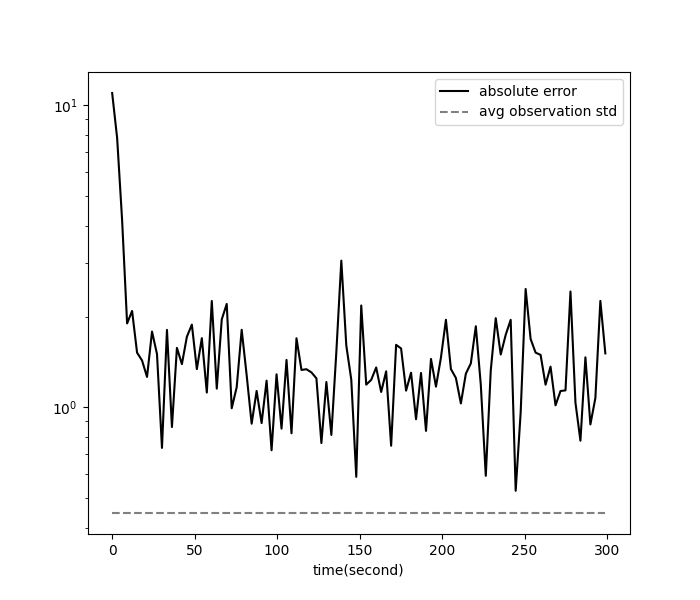 absolute error
avg observation std
10¹
10⁰
0 50 100 150 200 250 300
time(second)